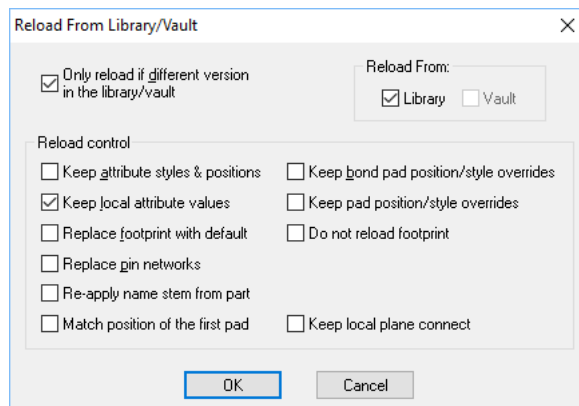 Reload From Library/Vault
Only reload if different version
in the library/vault
Reload From:
Library
Vault
Reload control
Keep attribute styles & positions
Keep bond pad position/style overrides
Keep local attribute values
Keep pad position/style overrides
Replace footprint with default
Do not reload footprint
Replace pin networks
Re-apply name stem from part
Match position of the first pad
Keep local plane connect
OK
Cancel